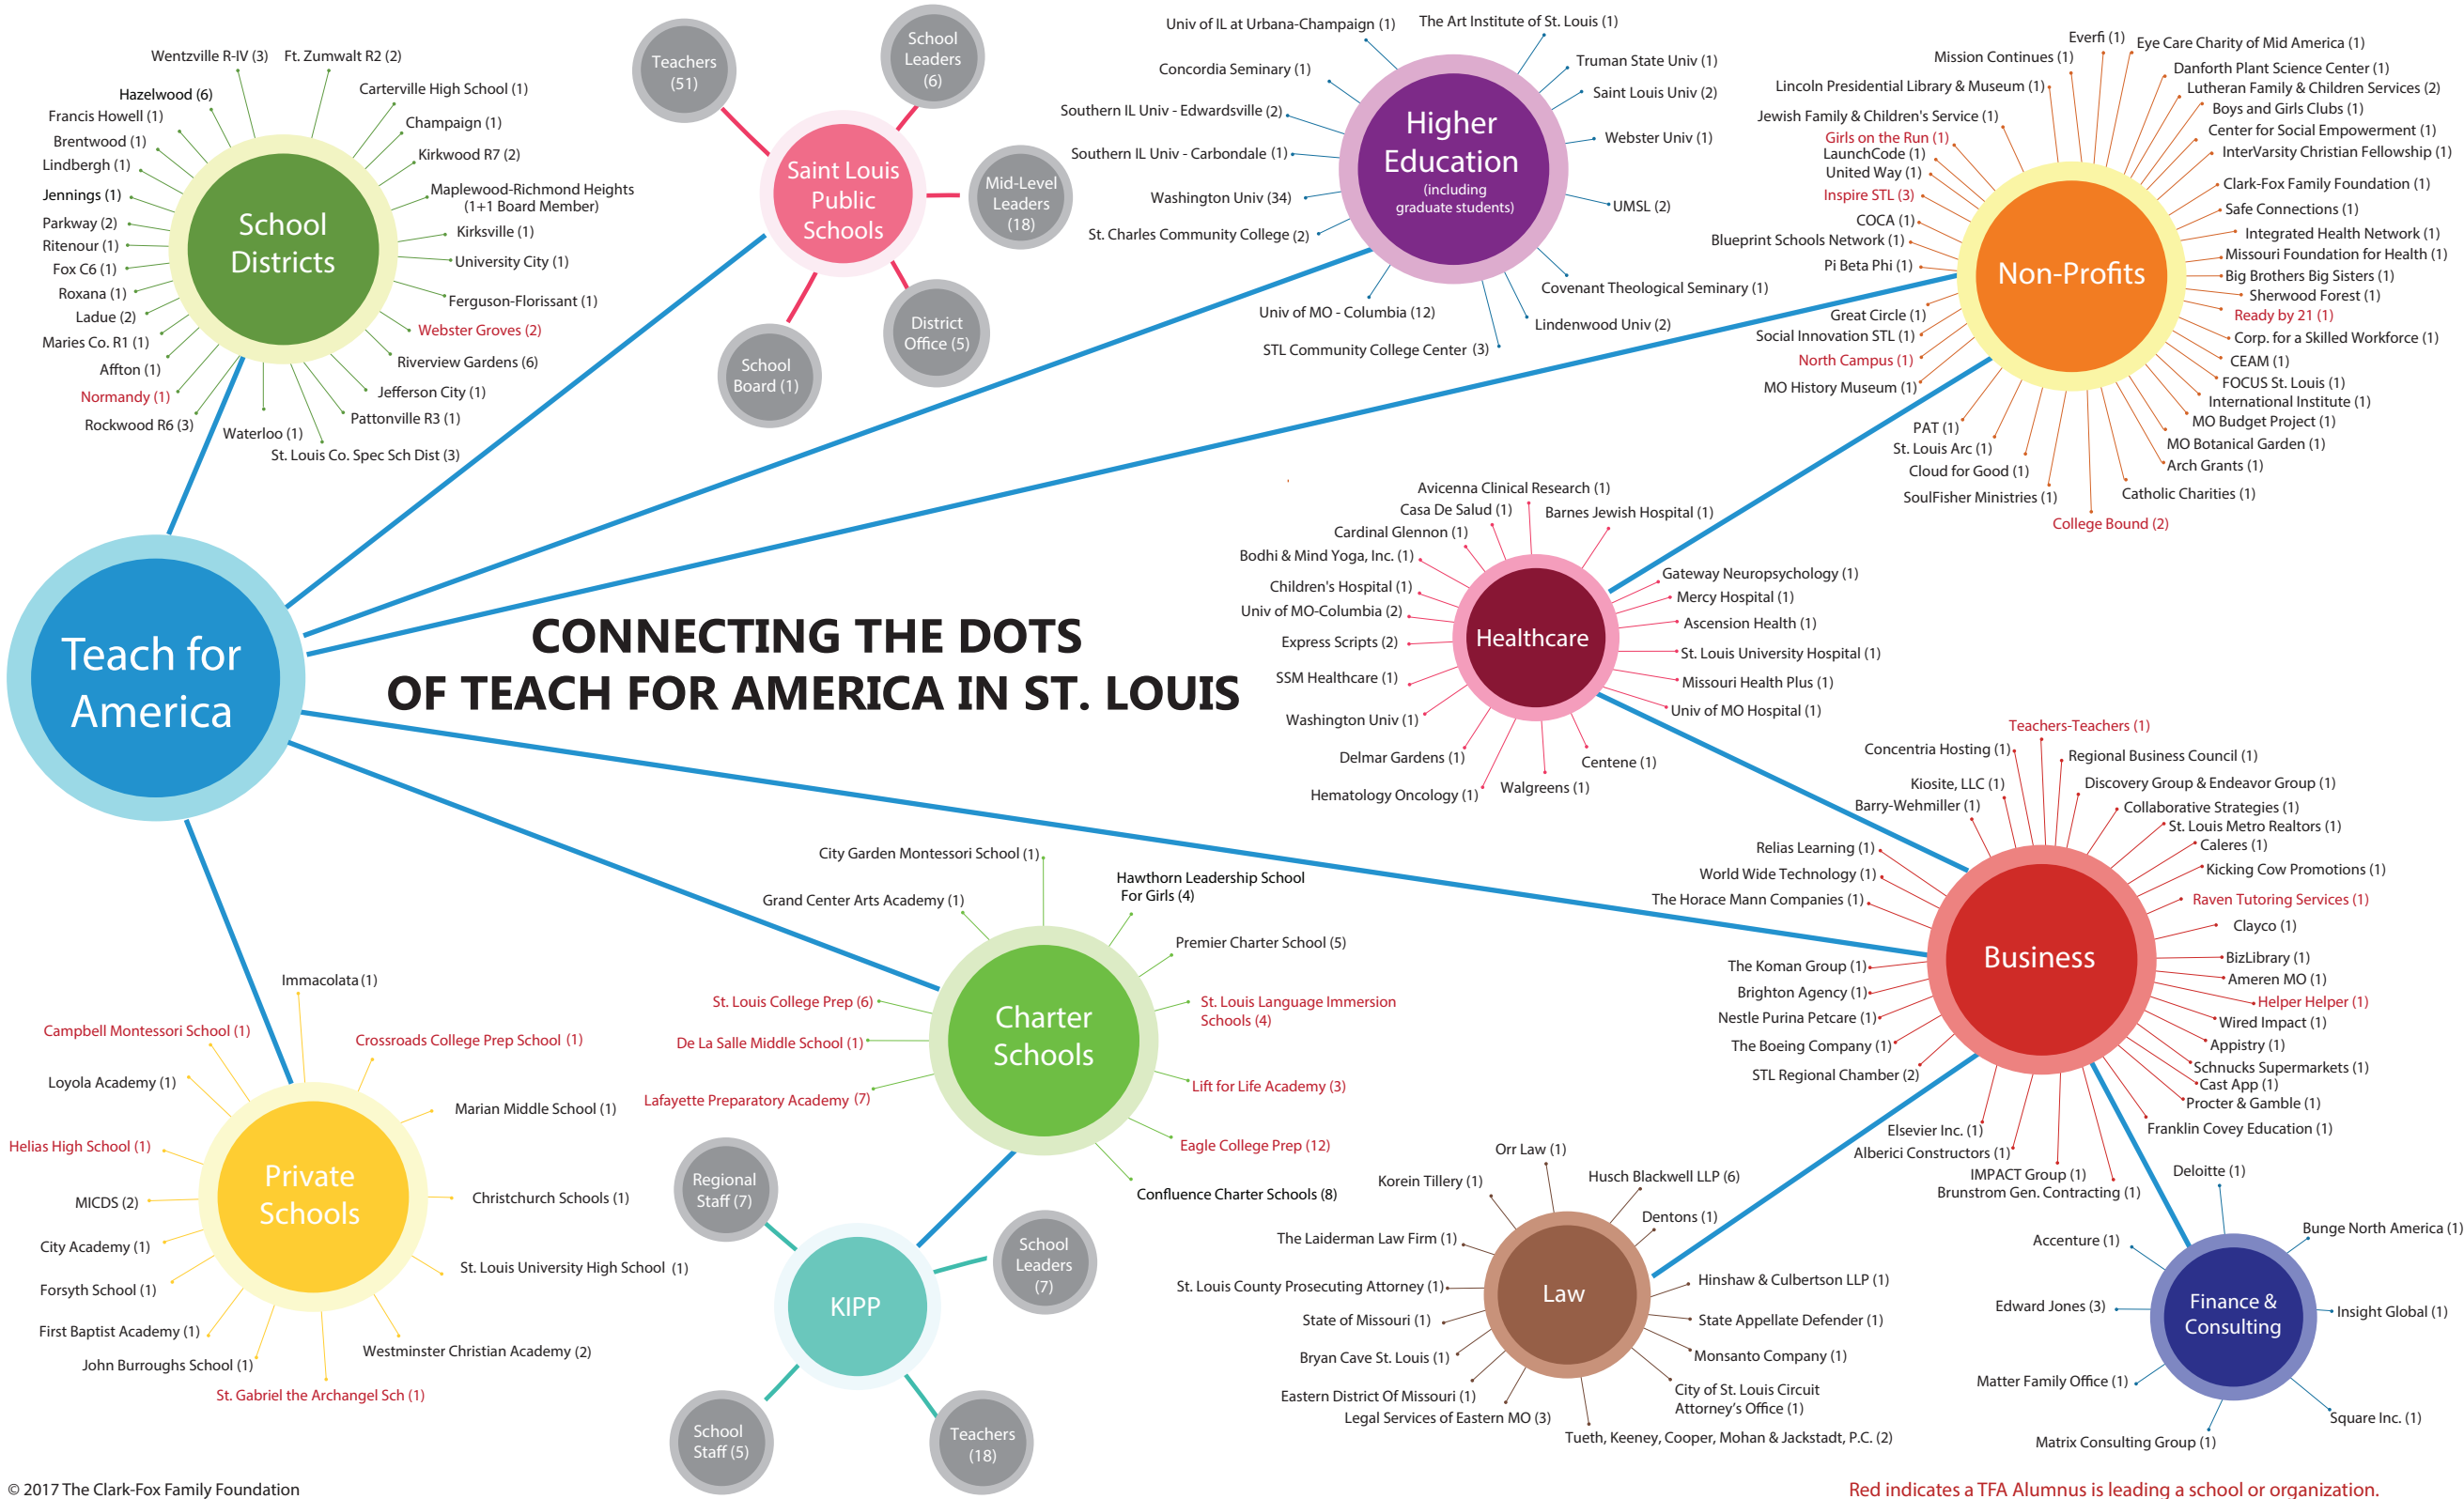 Wentzville R-IV (3)
Ft. Zumwalt R2 (2)
Hazelwood (6)
Carterville High School (1)
Francis Howell (1)
Champaign (1)
Brentwood (1)
Kirkwood R7 (2)
Lindbergh (1)
Maplewood-Richmond Heights
(1+1 Board Member)
Jennings (1)
Parkway (2)
Kirksville (1)
Ritenour (1)
University City (1)
Fox C6 (1)
Roxana (1)
Ferguson-Florissant (1)
Ladue (2)
Webster Groves (2)
Maries Co. R1 (1)
Riverview Gardens (6)
Affton (1)
Jefferson City (1)
Normandy (1)
Pattonville R3 (1)
Rockwood R6 (3)
Waterloo (1)
St. Louis Co. Spec Sch Dist (3)
School
Districts
Teachers
(51)
School
Leaders
(6)
Mid-Level
Leaders
(18)
District
Office (5)
School
Board (1)
Saint Louis
Public
Schools
Univ of IL at Urbana-Champaign (1)
The Art Institute of St. Louis (1)
Concordia Seminary (1)
Truman State Univ (1)
Southern IL Univ - Edwardsville (2)
Saint Louis Univ (2)
Southern IL Univ - Carbondale (1)
Webster Univ (1)
Washington Univ (34)
UMSL (2)
St. Charles Community College (2)
Covenant Theological Seminary (1)
Univ of MO - Columbia (12)
Lindenwood Univ (2)
STL Community College Center (3)
Higher
Education
(including
graduate students)
Everfi (1)
Eye Care Charity of Mid America (1)
Mission Continues (1)
Danforth Plant Science Center (1)
Lincoln Presidential Library & Museum (1)
Lutheran Family & Children Services (2)
Boys and Girls Clubs (1)
Jewish Family & Children's Service (1)
Center for Social Empowerment (1)
Girls on the Run (1)
InterVarsity Christian Fellowship (1)
LaunchCode (1)
United Way (1)
Clark-Fox Family Foundation (1)
Inspire STL (3)
Safe Connections (1)
COCA (1)
Integrated Health Network (1)
Blueprint Schools Network (1)
Missouri Foundation for Health (1)
Pi Beta Phi (1)
Big Brothers Big Sisters (1)
Sherwood Forest (1)
Great Circle (1)
Ready by 21 (1)
Social Innovation STL (1)
Corp. for a Skilled Workforce (1)
North Campus (1)
CEAM (1)
MO History Museum (1)
FOCUS St. Louis (1)
International Institute (1)
PAT (1)
MO Budget Project (1)
St. Louis Arc (1)
MO Botanical Garden (1)
Cloud for Good (1)
Arch Grants (1)
SoulFisher Ministries (1)
Catholic Charities (1)
College Bound (2)
Non-Profits
Teach for
America
CONNECTING THE DOTS
OF TEACH FOR AMERICA IN ST. LOUIS
Avicenna Clinical Research (1)
Casa De Salud (1)
Barnes Jewish Hospital (1)
Cardinal Glennon (1)
Bodhi & Mind Yoga, Inc. (1)
Gateway Neuropsychology (1)
Children's Hospital (1)
Mercy Hospital (1)
Univ of MO-Columbia (2)
Ascension Health (1)
Express Scripts (2)
St. Louis University Hospital (1)
SSM Healthcare (1)
Missouri Health Plus (1)
Washington Univ (1)
Univ of MO Hospital (1)
Delmar Gardens (1)
Centene (1)
Hematology Oncology (1)
Walgreens (1)
Healthcare
Teachers-Teachers (1)
Concentria Hosting (1)
Regional Business Council (1)
Kiosite, LLC (1)
Discovery Group & Endeavor Group (1)
Barry-Wehmiller (1)
Collaborative Strategies (1)
St. Louis Metro Realtors (1)
Relias Learning (1)
Caleres (1)
World Wide Technology (1)
Kicking Cow Promotions (1)
The Horace Mann Companies (1)
Raven Tutoring Services (1)
Clayco (1)
The Koman Group (1)
BizLibrary (1)
Ameren MO (1)
Brighton Agency (1)
Helper Helper (1)
Nestle Purina Petcare (1)
Wired Impact (1)
The Boeing Company (1)
Appistry (1)
STL Regional Chamber (2)
Schnucks Supermarkets (1)
Cast App (1)
Procter & Gamble (1)
Elsevier Inc. (1)
Franklin Covey Education (1)
Alberici Constructors (1)
IMPACT Group (1)
Brunstrom Gen. Contracting (1)
Business
City Garden Montessori School (1)
Hawthorn Leadership School
For Girls (4)
Grand Center Arts Academy (1)
Premier Charter School (5)
St. Louis College Prep (6)
St. Louis Language Immersion
Schools (4)
De La Salle Middle School (1)
Lift for Life Academy (3)
Lafayette Preparatory Academy (7)
Eagle College Prep (12)
Confluence Charter Schools (8)
Charter
Schools
Immacolata (1)
Campbell Montessori School (1)
Crossroads College Prep School (1)
Loyola Academy (1)
Marian Middle School (1)
Helias High School (1)
Christchurch Schools (1)
MICDS (2)
City Academy (1)
St. Louis University High School (1)
Forsyth School (1)
First Baptist Academy (1)
Westminster Christian Academy (2)
John Burroughs School (1)
St. Gabriel the Archangel Sch (1)
Private
Schools
Regional
Staff (7)
School
Leaders
(7)
School
Staff (5)
Teachers
(18)
KIPP
Orr Law (1)
Korein Tillery (1)
Husch Blackwell LLP (6)
Dentons (1)
The Laiderman Law Firm (1)
St. Louis County Prosecuting Attorney (1)
Hinshaw & Culbertson LLP (1)
State of Missouri (1)
State Appellate Defender (1)
Bryan Cave St. Louis (1)
Monsanto Company (1)
Eastern District Of Missouri (1)
City of St. Louis Circuit
Attorney's Office (1)
Legal Services of Eastern MO (3)
Tueth, Keeney, Cooper, Mohan & Jackstadt, P.C. (2)
Law
Deloitte (1)
Bunge North America (1)
Accenture (1)
Edward Jones (3)
Insight Global (1)
Matter Family Office (1)
Square Inc. (1)
Matrix Consulting Group (1)
Finance &
Consulting
© 2017 The Clark-Fox Family Foundation
Red indicates a TFA Alumnus is leading a school or organization.